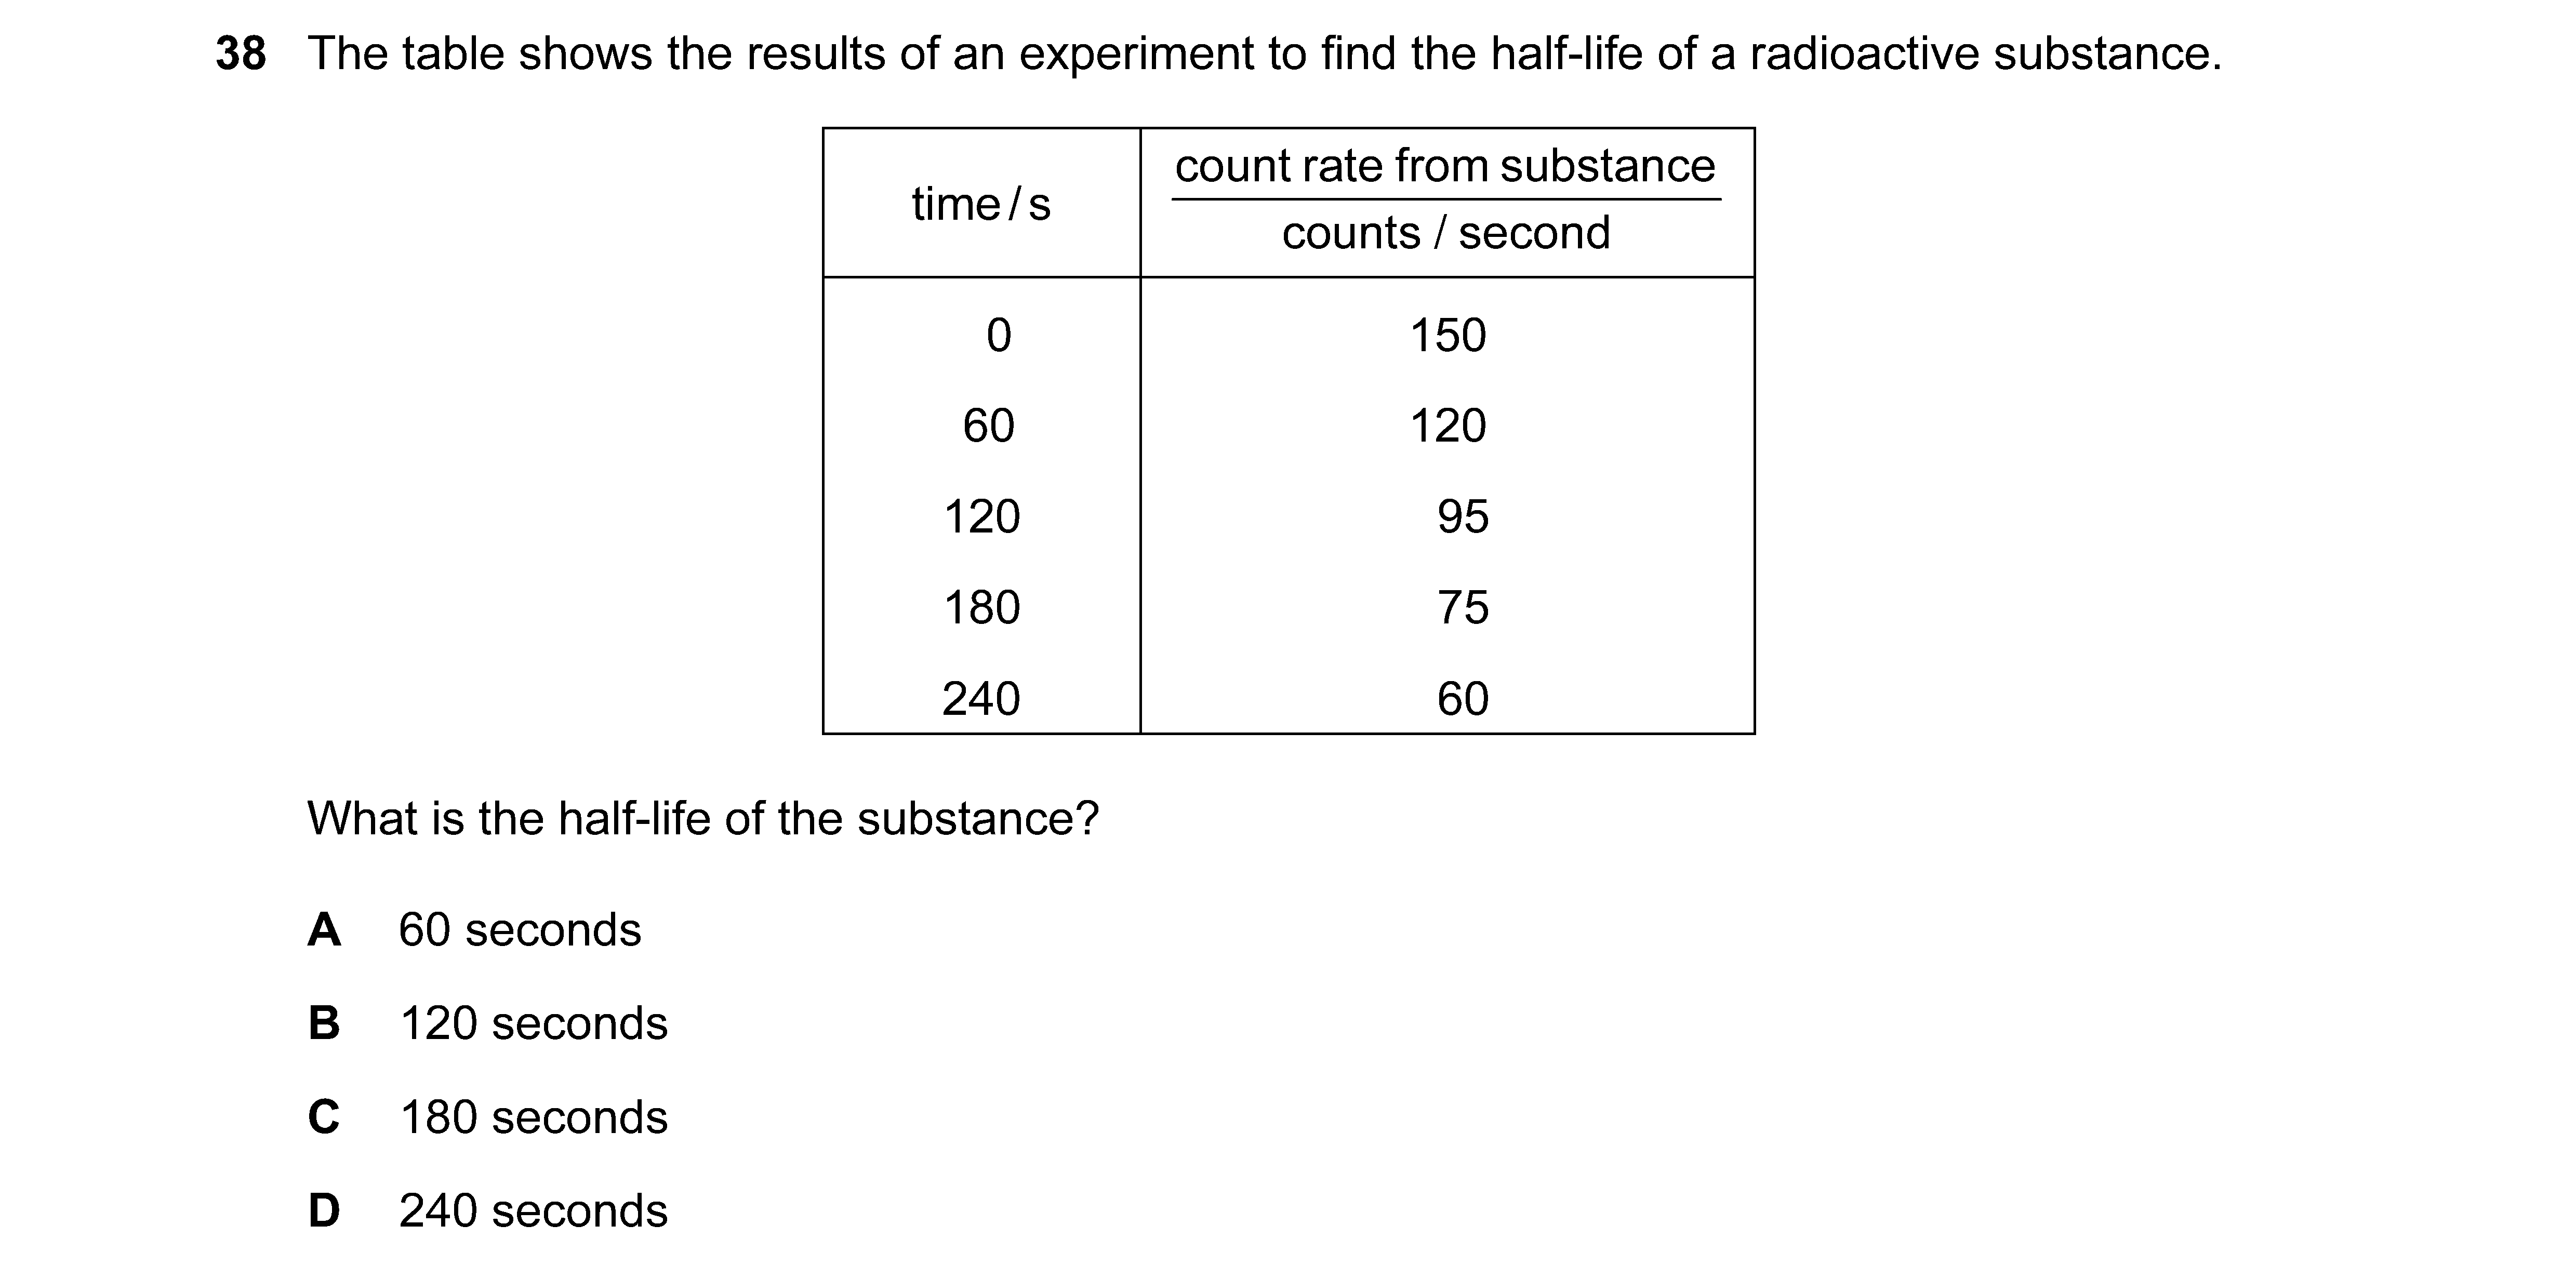 38 The table shows the results of an experiment to find the half-life of a radioactive substance.
time / s
count rate from substance
counts / second
0 150
60 120
120 95
180 75
240 60
What is the half-life of the substance?
A 60 seconds
B 120 seconds
C 180 seconds
D 240 seconds